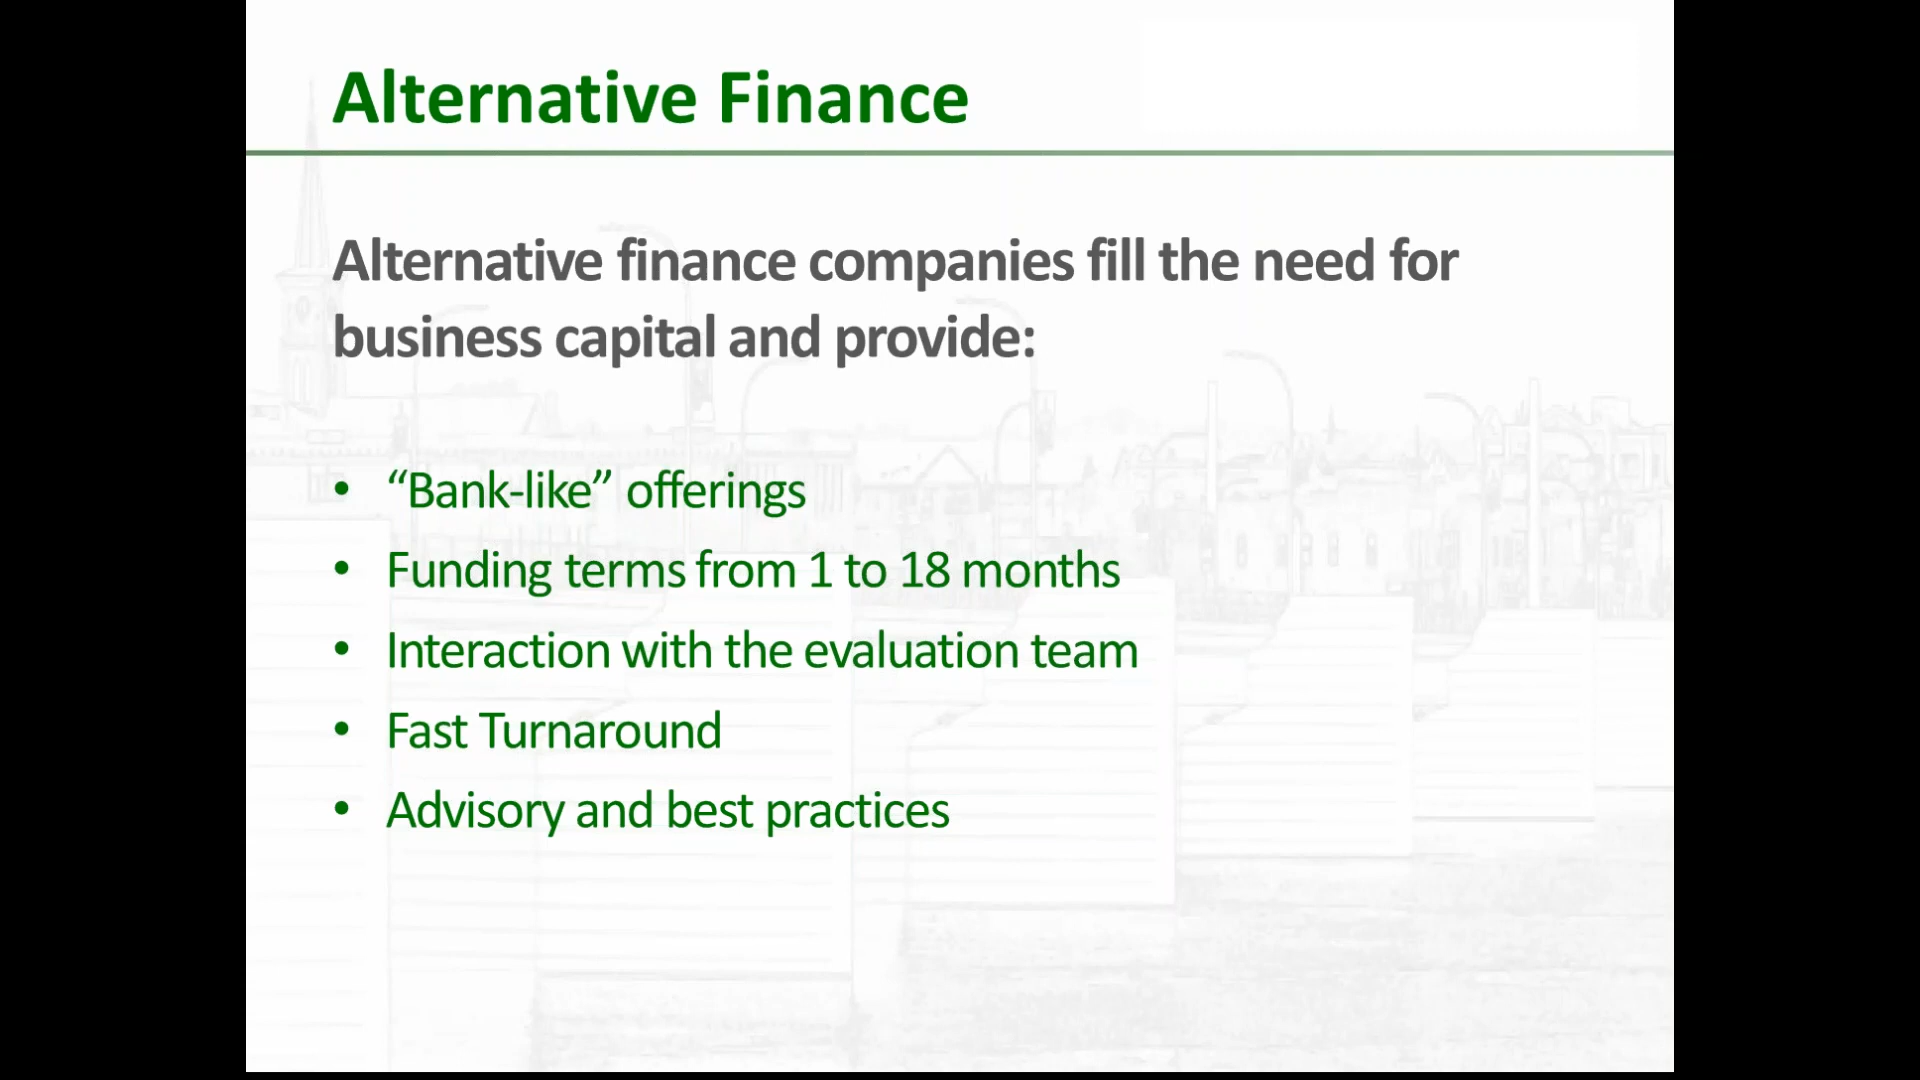 Alternative Finance
Alternative finance companies fill the need for
business capital and provide:
• “Bank-like” offerings
• Funding terms from 1 to 18 months
• Interaction with the evaluation team
• Fast Turnaround
• Advisory and best practices